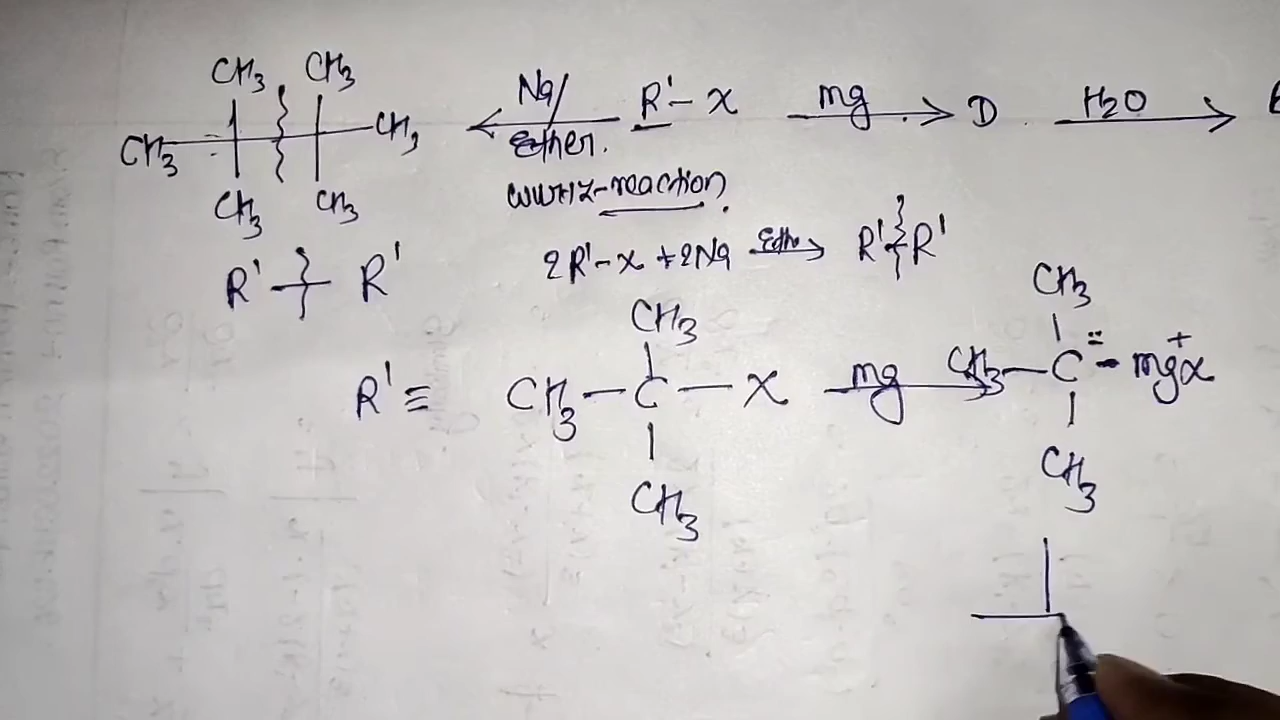 CH3 CH3
CH3 CH3
CH3 CH3
Na/ Ether. R'-X Mg D H2O E
wurtz-reaction.
R' R'
2R'-X +2Na Ether R' R'
R' ≡ CH3-C-X Mg CH3-C Mg+X
CH3 CH3
CH3 CH3